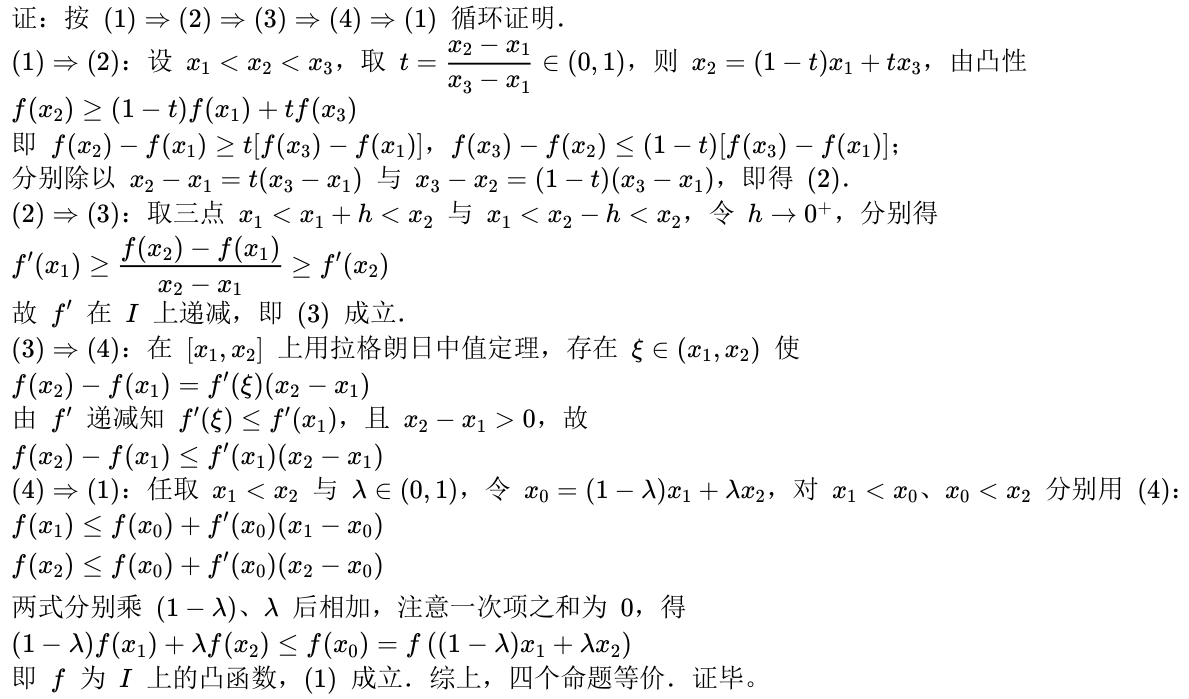 证：按 (1) ⇒ (2) ⇒ (3) ⇒ (4) ⇒ (1) 循环证明．
(1) ⇒ (2)：设 x₁ < x₂ < x₃，取 t = \frac{x₂ − x₁}{x₃ − x₁} ∈ (0, 1)，则 x₂ = (1 − t)x₁ + tx₃，由凸性
f(x₂) ≥ (1 − t)f(x₁) + tf(x₃)
即 f(x₂) − f(x₁) ≥ t[f(x₃) − f(x₁)]，f(x₃) − f(x₂) ≤ (1 − t)[f(x₃) − f(x₁)]；
分别除以 x₂ − x₁ = t(x₃ − x₁) 与 x₃ − x₂ = (1 − t)(x₃ − x₁)，即得 (2)．
(2) ⇒ (3)：取三点 x₁ < x₁ + h < x₂ 与 x₁ < x₂ − h < x₂，令 h → 0⁺，分别得
f′(x₁) ≥ \frac{f(x₂) − f(x₁)}{x₂ − x₁} ≥ f′(x₂)
故 f′ 在 I 上递减，即 (3) 成立．
(3) ⇒ (4)：在 [x₁, x₂] 上用拉格朗日中值定理，存在 ξ ∈ (x₁, x₂) 使
f(x₂) − f(x₁) = f′(ξ)(x₂ − x₁)
由 f′ 递减知 f′(ξ) ≤ f′(x₁)，且 x₂ − x₁ > 0，故
f(x₂) − f(x₁) ≤ f′(x₁)(x₂ − x₁)
(4) ⇒ (1)：任取 x₁ < x₂ 与 λ ∈ (0, 1)，令 x₀ = (1 − λ)x₁ + λx₂，对 x₁ < x₀、x₀ < x₂ 分别用 (4)：
f(x₁) ≤ f(x₀) + f′(x₀)(x₁ − x₀)
f(x₂) ≤ f(x₀) + f′(x₀)(x₂ − x₀)
两式分别乘 (1 − λ)、λ 后相加，注意一次项之和为 0，得
(1 − λ)f(x₁) + λf(x₂) ≤ f(x₀) = f ((1 − λ)x₁ + λx₂)
即 f 为 I 上的凸函数，(1) 成立．综上，四个命题等价．证毕。